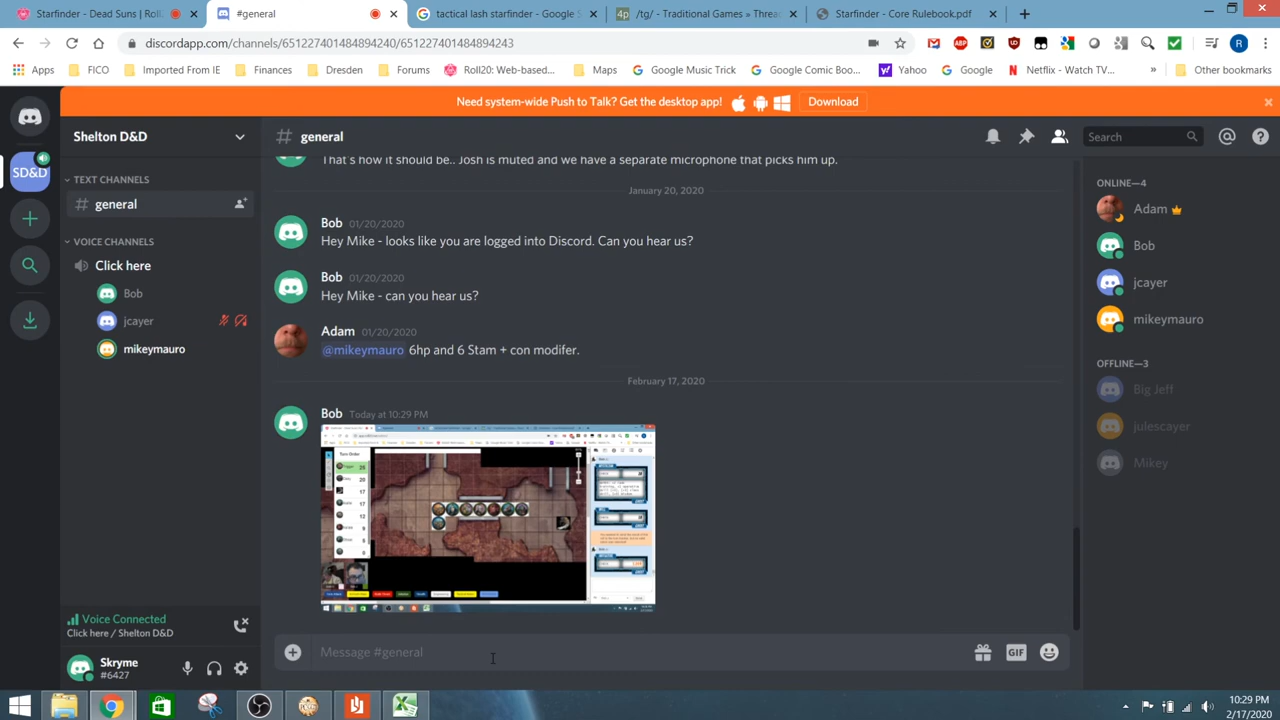 Starfinder - Dead Suns | Roll2
#general
tactical lash starfinder - Google S
/tg/ - Traditional Games » Threa
Starfinder - Core Rulebook.pdf
discordapp.com/channels/651227401484894240/651227401484894243
Apps
FICO
Imported From IE
Finances
Dresden
Forums
Roll20: Web-based...
Maps
Google Music Trick
Google Comic Boo...
Yahoo
Google
Netflix - Watch TV...
»
Other bookmarks
Need system-wide Push to Talk? Get the desktop app!
Download
Shelton D&D
# general
Search
SD&D
TEXT CHANNELS
# general
VOICE CHANNELS
Click here
Bob
jcayer
mikeymauro
That's how it should be.. Josh is muted and we have a separate microphone that picks him up.
January 20, 2020
Bob 01/20/2020
Hey Mike - looks like you are logged into Discord. Can you hear us?
Bob 01/20/2020
Hey Mike - can you hear us?
Adam 01/20/2020
@mikeymauro 6hp and 6 Stam + con modifer.
February 17, 2020
Bob Today at 10:29 PM
Turn Order
ONLINE—4
Adam
Bob
jcayer
mikeymauro
OFFLINE—3
Big Jeff
julescayer
Mikey
Voice Connected
Click here / Shelton D&D
Skryme
#6427
Message #general
GIF
10:29 PM
2/17/2020